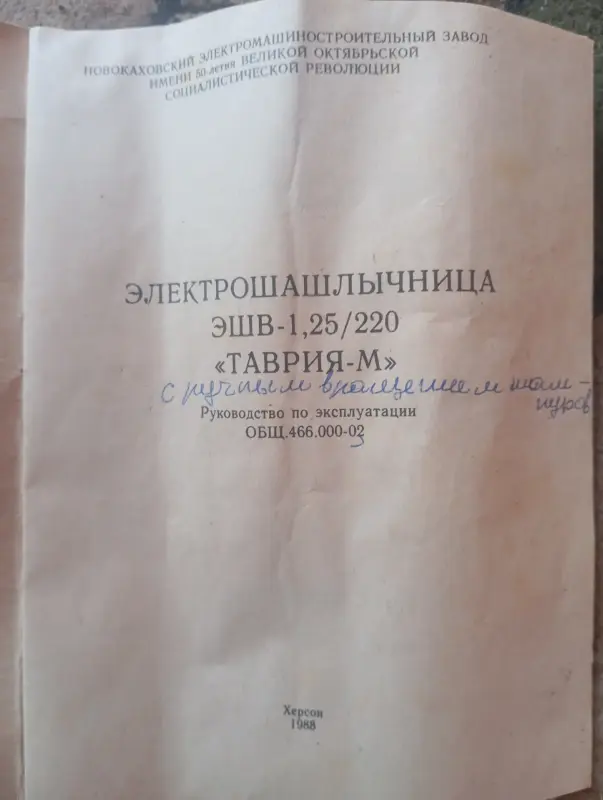 НОВОКАХОВСКИЙ ЭЛЕКТРОМАШИНОСТРОИТЕЛЬНЫЙ ЗАВОД
ИМЕНИ 50-летия ВЕЛИКОЙ ОКТЯБРЬСКОЙ
СОЦИАЛИСТИЧЕСКОЙ РЕВОЛЮЦИИ
ЭЛЕКТРОШАШЛЫЧНИЦА
ЭШВ-1,25/220
«ТАВРИЯ-М»
с ручным вращением шам-
пуров
Руководство по эксплуатации
ОБЩ.466.000-03
Херсон
1988